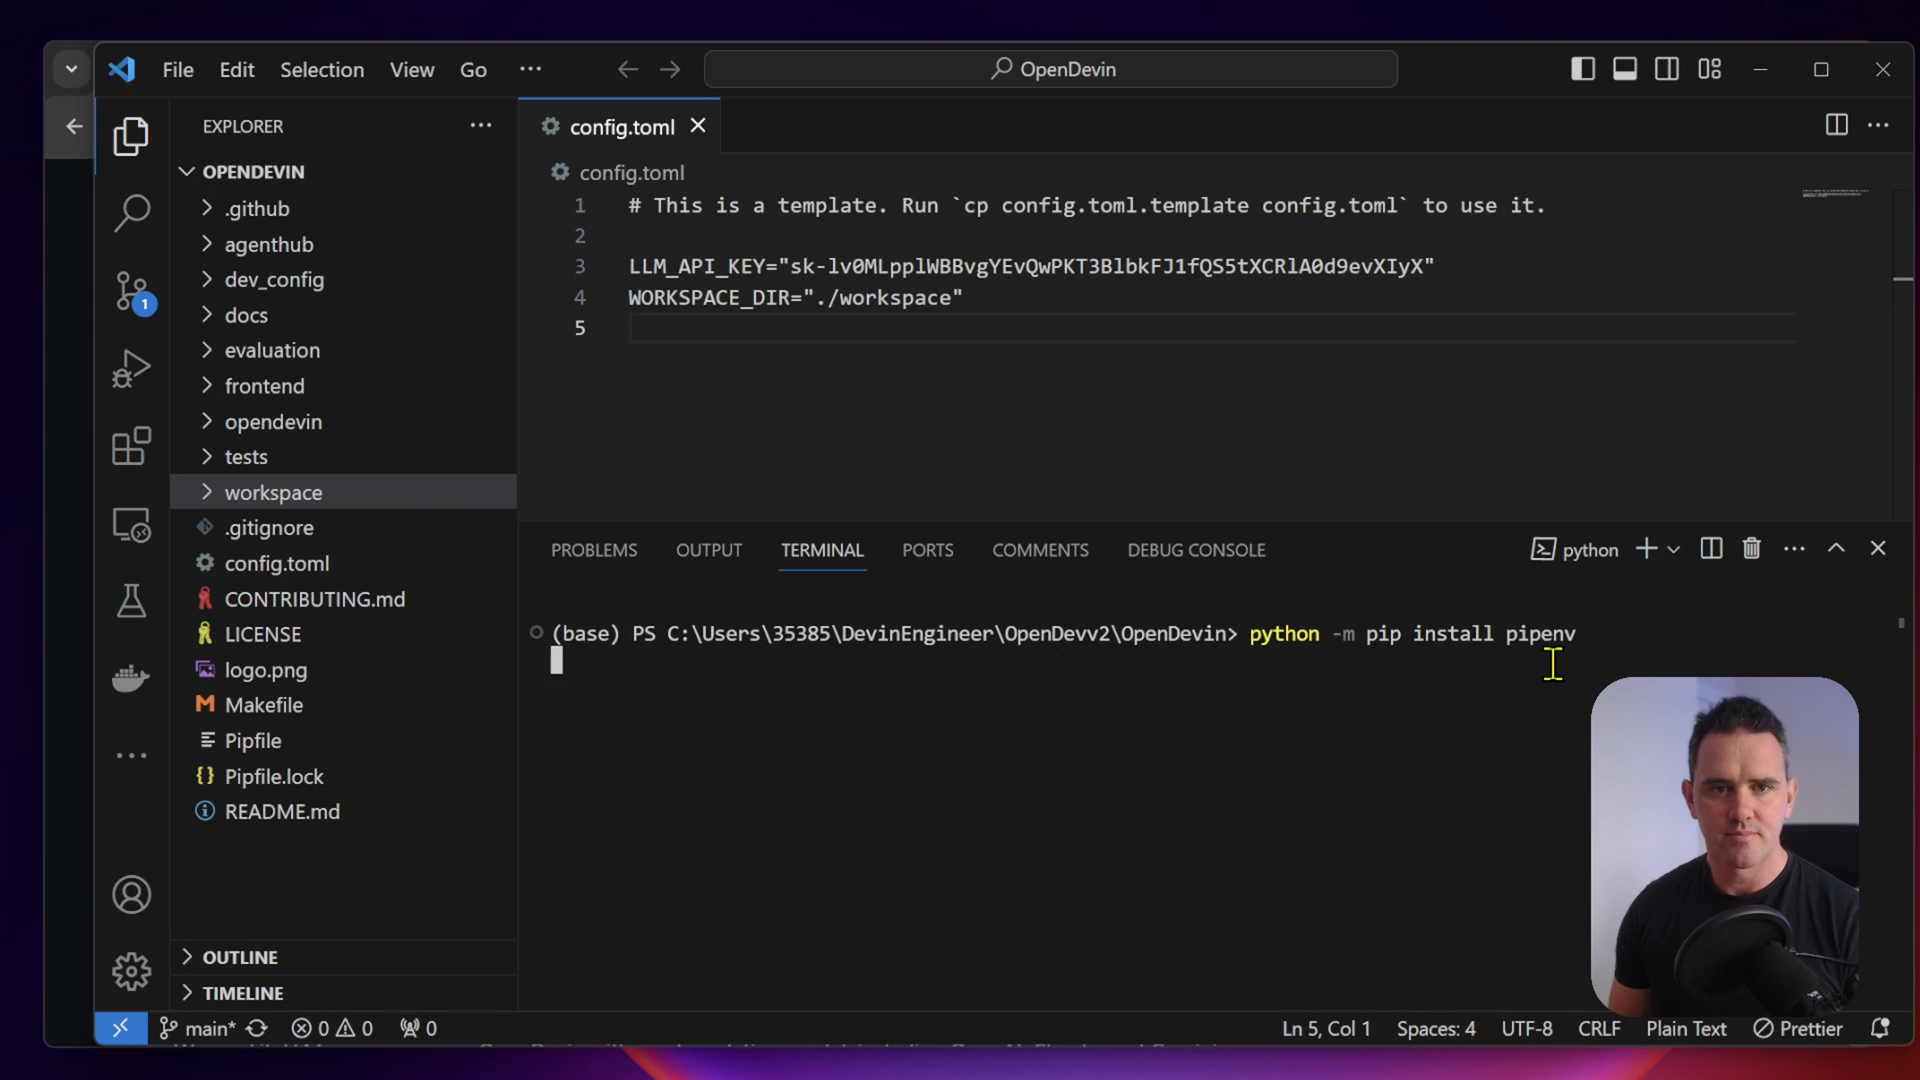 File Edit Selection View Go ··· OpenDevin
EXPLORER
OPENDEVIN
.github
agenthub
dev_config
docs
evaluation
frontend
opendevin
tests
workspace
.gitignore
config.toml
CONTRIBUTING.md
LICENSE
logo.png
Makefile
Pipfile
Pipfile.lock
README.md
OUTLINE
TIMELINE
1
config.toml
config.toml
1 # This is a template. Run `cp config.toml.template config.toml` to use it.
2
3 LLM_API_KEY="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"
4 WORKSPACE_DIR="./workspace"
5
PROBLEMS OUTPUT TERMINAL PORTS COMMENTS DEBUG CONSOLE python
(base) PS C:\Users\35385\DevinEngineer\OpenDevv2\OpenDevin> python -m pip install pipenv
main* 0 0 0 Ln 5, Col 1 Spaces: 4 UTF-8 CRLF Plain Text Prettier